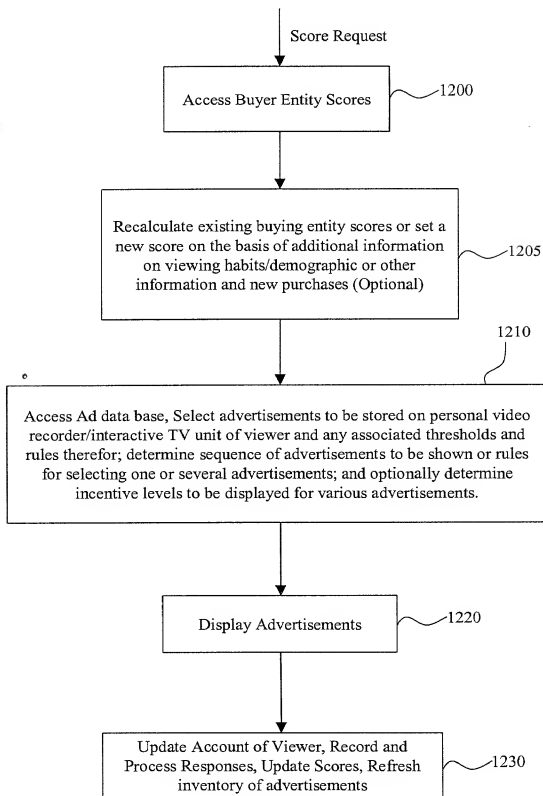 Score Request
Access Buyer Entity Scores
1200
Recalculate existing buying entity scores or set a
new score on the basis of additional information
on viewing habits/demographic or other
information and new purchases (Optional)
1205
1210
Access Ad data base, Select advertisements to be stored on personal video
recorder/interactive TV unit of viewer and any associated thresholds and
rules therefor; determine sequence of advertisements to be shown or rules
for selecting one or several advertisements; and optionally determine
incentive levels to be displayed for various advertisements.
Display Advertisements
1220
Update Account of Viewer, Record and
Process Responses, Update Scores, Refresh
inventory of advertisements
1230